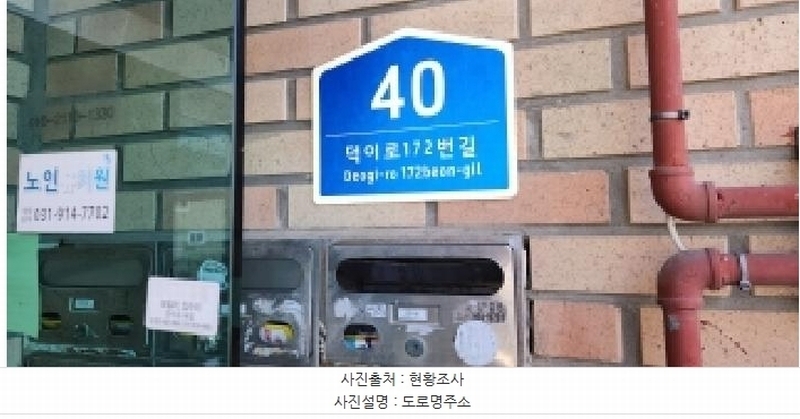 40
덕이로172번길
Deogi-ro 172beon-gil
노인
원
031-914-7702
사진출처 : 현황조사
사진설명 : 도로명주소